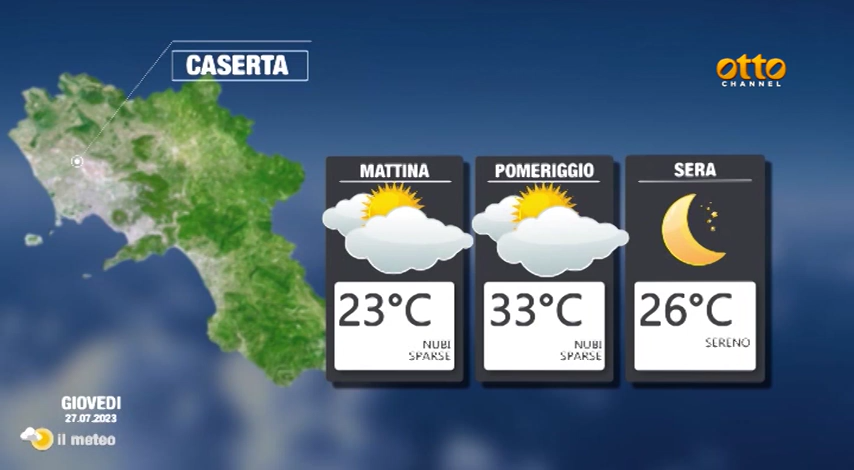 CASERTA
otto
CHANNEL
MATTINA
23°C
NUBI
SPARSE
POMERIGGIO
33°C
NUBI
SPARSE
SERA
26°C
SERENO
GIOVEDI
27.07.2023
il meteo